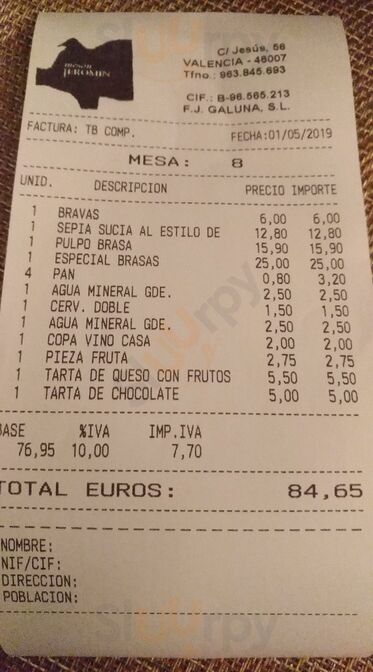 mesón
JEROMIN
C/ Jesús, 56
VALENCIA - 46007
Tfno.: 963.845.693
CIF.: B-96.565.213
F.J. GALUNA, S.L.
FACTURA: TB COMP. FECHA:01/05/2019
MESA: 8
UNID. DESCRIPCION PRECIO IMPORTE
1 BRAVAS 6,00 6,00
1 SEPIA SUCIA AL ESTILO DE 12,80 12,80
1 PULPO BRASA 15,90 15,90
1 ESPECIAL BRASAS 25,00 25,00
4 PAN 0,80 3,20
1 AGUA MINERAL GDE. 2,50 2,50
1 CERV. DOBLE 1,50 1,50
1 AGUA MINERAL GDE. 2,50 2,50
1 COPA VINO CASA 2,00 2,00
1 PIEZA FRUTA 2,75 2,75
1 TARTA DE QUESO CON FRUTOS 5,50 5,50
1 TARTA DE CHOCOLATE 5,00 5,00
BASE %IVA IMP.IVA
76,95 10,00 7,70
TOTAL EUROS: 84,65
NOMBRE:
NIF/CIF:
DIRECCION:
POBLACION: